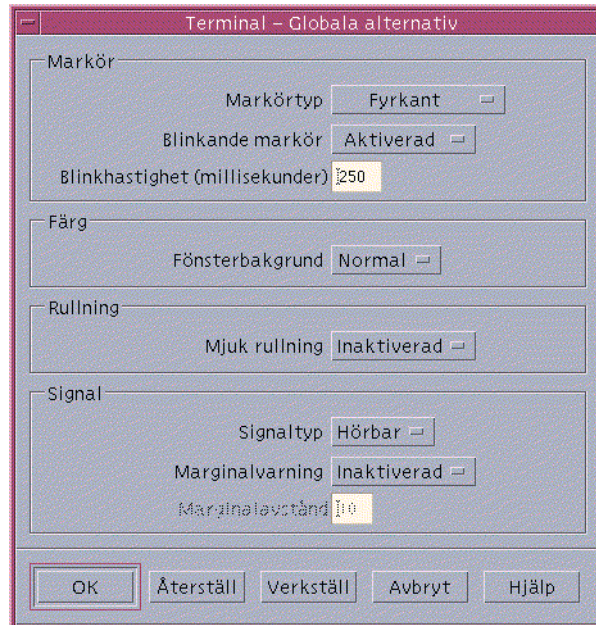 Terminal – Globala alternativ
Markör
Markörtyp Fyrkant
Blinkande markör Aktiverad
Blinkhastighet (millisekunder) 250
Färg
Fönsterbakgrund Normal
Rullning
Mjuk rullning Inaktiverad
Signal
Signaltyp Hörbar
Marginalvarning Inaktiverad
Marginalavstånd 10
OK Återställ Verkställ Avbryt Hjälp